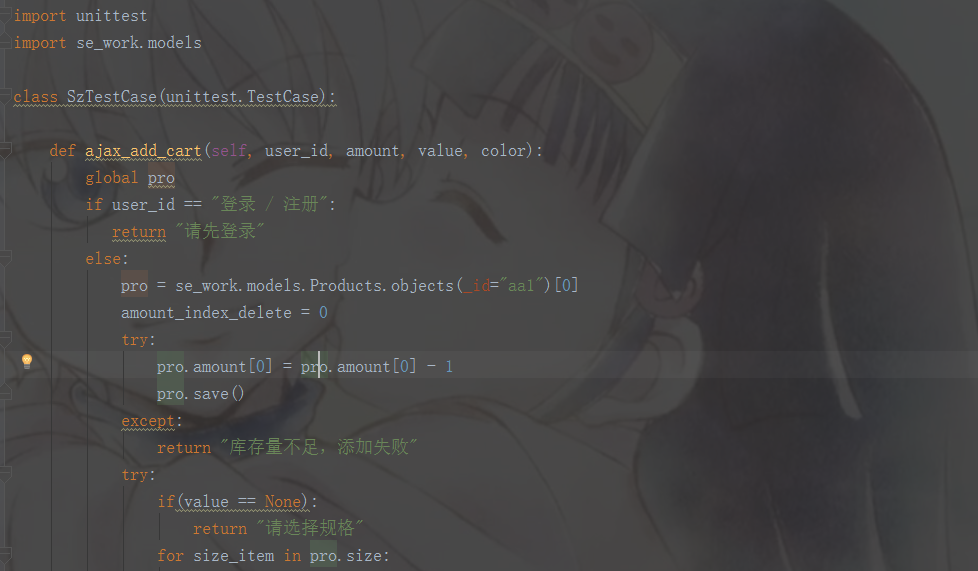 import unittest
import se_work.models
class SzTestCase(unittest.TestCase):
def ajax_add_cart(self, user_id, amount, value, color):
global pro
if user_id == "登录 / 注册":
return "请先登录"
else:
pro = se_work.models.Products.objects(_id="aa1")[0]
amount_index_delete = 0
try:
pro.amount[0] = pro.amount[0] - 1
pro.save()
except:
return "库存量不足，添加失败"
try:
if(value == None):
return "请选择规格"
for size_item in pro.size: